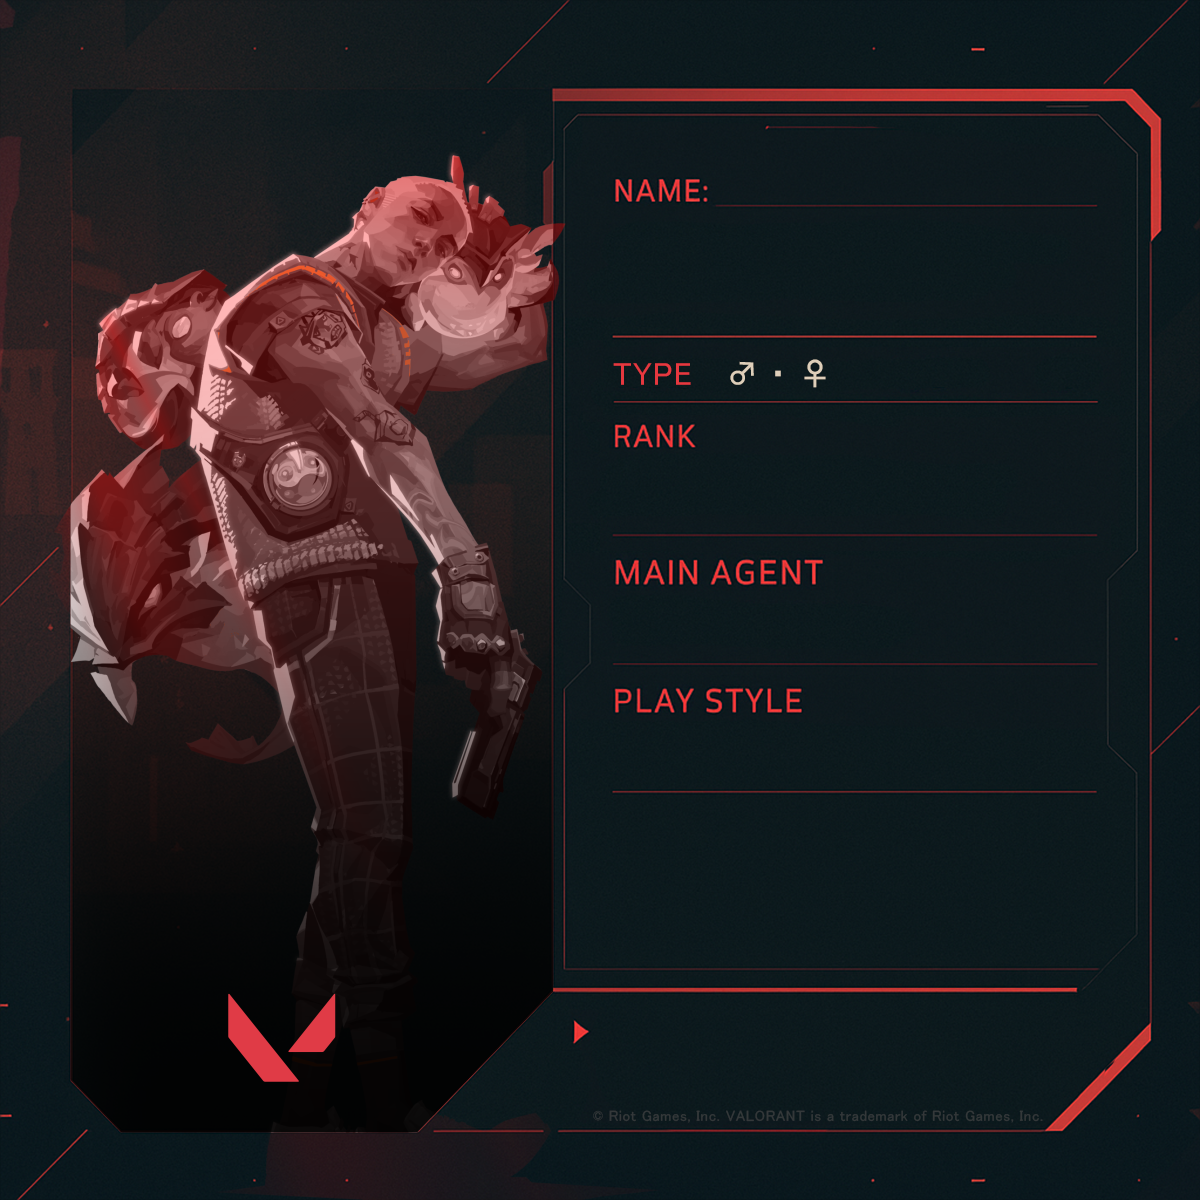 NAME:
TYPE ♂ · ♀
RANK
MAIN AGENT
PLAY STYLE
© Riot Games, Inc. VALORANT is a trademark of Riot Games, Inc.